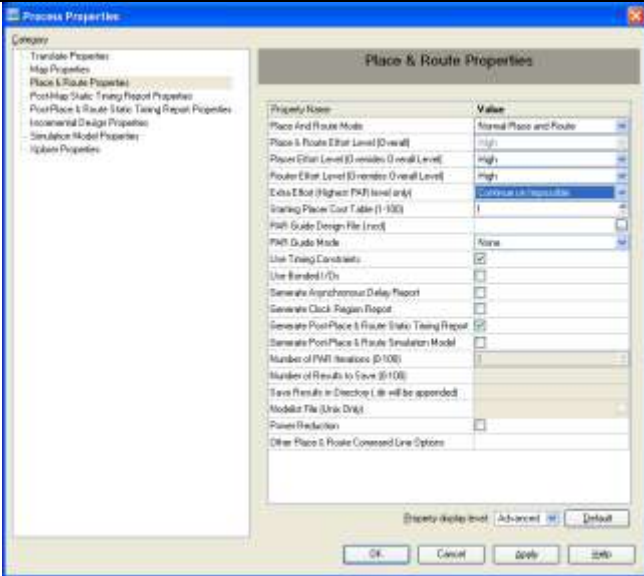 Process Properties
Category
Translate Properties
Map Properties
Place & Route Properties
Post-Map Static Timing Report Properties
Post-Place & Route Static Timing Report Properties
Incremental Design Properties
Simulation Model Properties
Xplorer Properties
Place & Route Properties
Property Name Value
Place And Route Mode Normal Place and Route
Place & Route Effort Level (Overall) High
Placer Effort Level (Overrides Overall Level) High
Router Effort Level (Overrides Overall Level) High
Extra Effort (Highest PAR level only) Continue on Impossible
Starting Placer Cost Table (1-100) 1
PAR Guide Design File (.ncd)
PAR Guide Mode None
Use Timing Constraints
Use Bonded I/Os
Generate Asynchronous Delay Report
Generate Clock Region Report
Generate Post-Place & Route Static Timing Report
Generate Post-Place & Route Simulation Model
Number of PAR Iterations (0-100)
Number of Results to Save (0-100)
Save Results in Directory (.dir will be appended)
Nodelist File (Unix Only)
Power Reduction
Other Place & Route Command Line Options
Property display level: Advanced Default
OK Cancel Apply Help